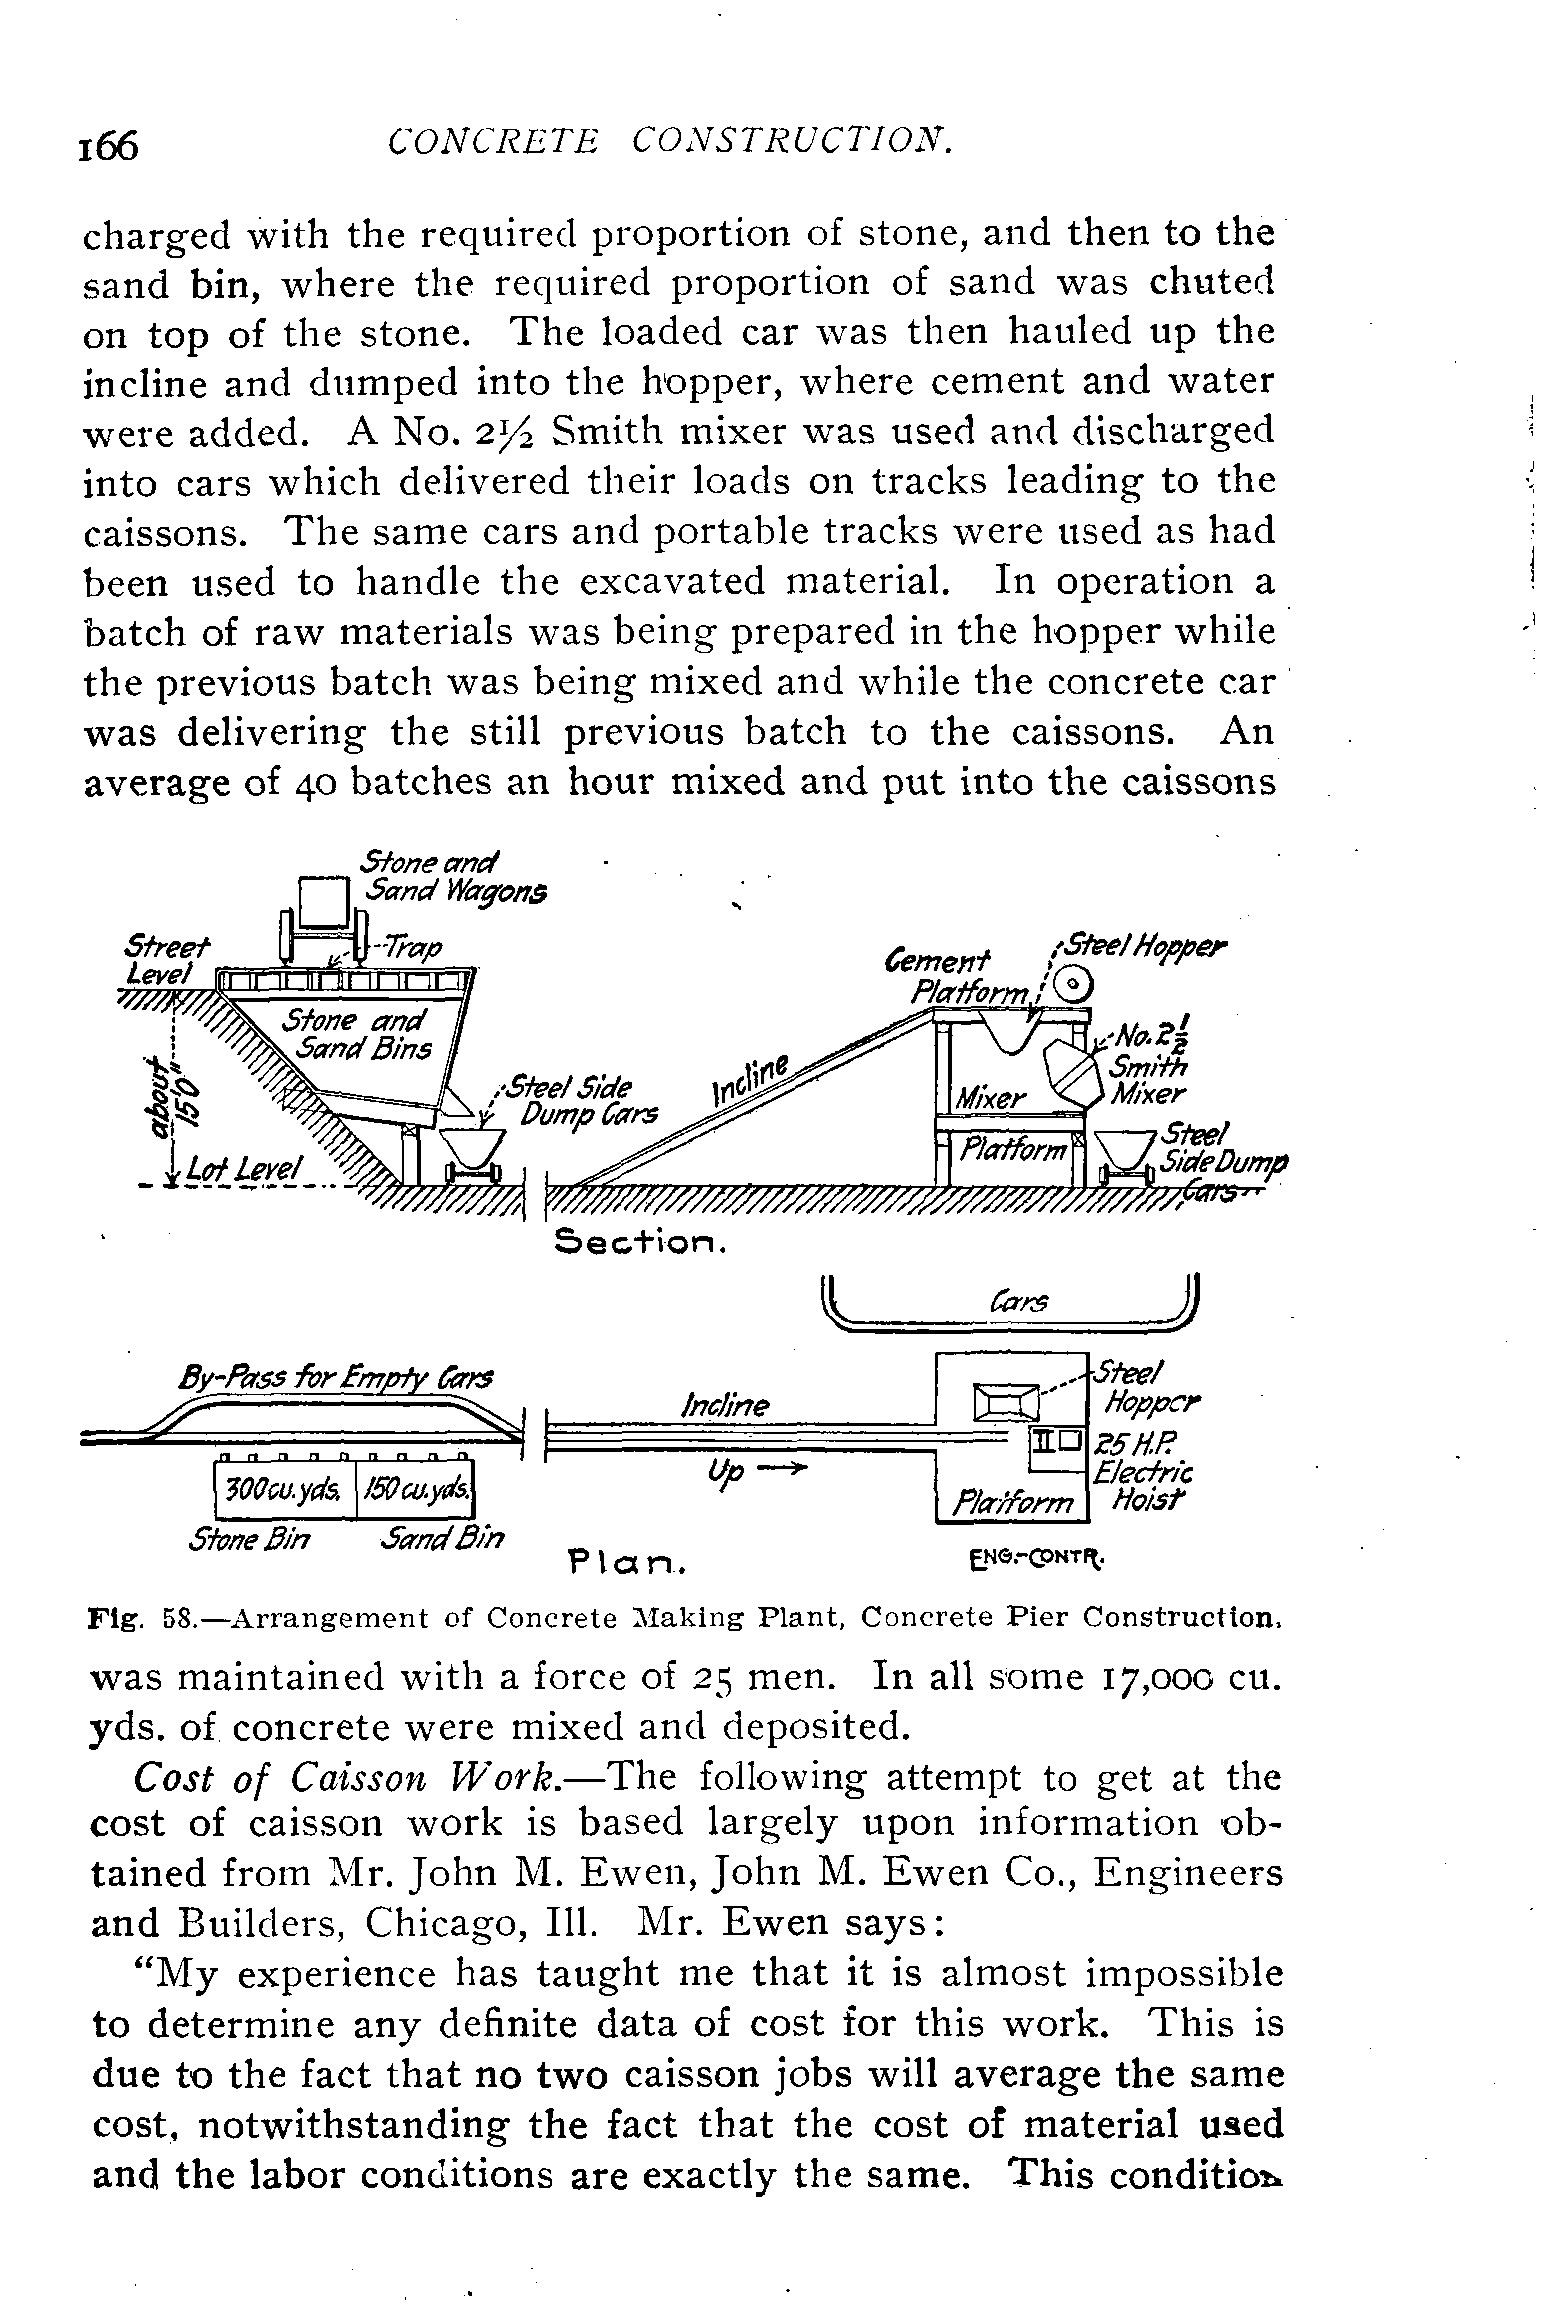 166 CONCRETE CONSTRUCTION.
charged with the required proportion of stone, and then to the
sand bin, where the required proportion of sand was chuted
on top of the stone. The loaded car was then hauled up the
incline and dumped into the hopper, where cement and water
were added. A No. 2½ Smith mixer was used and discharged
into cars which delivered their loads on tracks leading to the
caissons. The same cars and portable tracks were used as had
been used to handle the excavated material. In operation a
batch of raw materials was being prepared in the hopper while
the previous batch was being mixed and while the concrete car
was delivering the still previous batch to the caissons. An
average of 40 batches an hour mixed and put into the caissons
Stone and
Sand Wagons
Street
Level
Trap
Stone and
Sand Bins
about
15'0"
Lot Level
Steel Side
Dump Cars
Incline
Cement
Platform
Steel Hopper
No. 2½
Smith
Mixer
Mixer
Platform
Steel
Side Dump
Cars
Section.
Cars
By-Pass for Empty Cars
Incline
Up
Steel
Hopper
25 H.P.
Electric
Hoist
Platform
300 cu. yds. 150 cu. yds.
Stone Bin Sand Bin
Plan.
ENG.-CONTR.
Fig. 58.—Arrangement of Concrete Making Plant, Concrete Pier Construction.
was maintained with a force of 25 men. In all some 17,000 cu.
yds. of concrete were mixed and deposited.
Cost of Caisson Work.—The following attempt to get at the
cost of caisson work is based largely upon information ob-
tained from Mr. John M. Ewen, John M. Ewen Co., Engineers
and Builders, Chicago, Ill. Mr. Ewen says:
“My experience has taught me that it is almost impossible
to determine any definite data of cost for this work. This is
due to the fact that no two caisson jobs will average the same
cost, notwithstanding the fact that the cost of material used
and the labor conditions are exactly the same. This condition